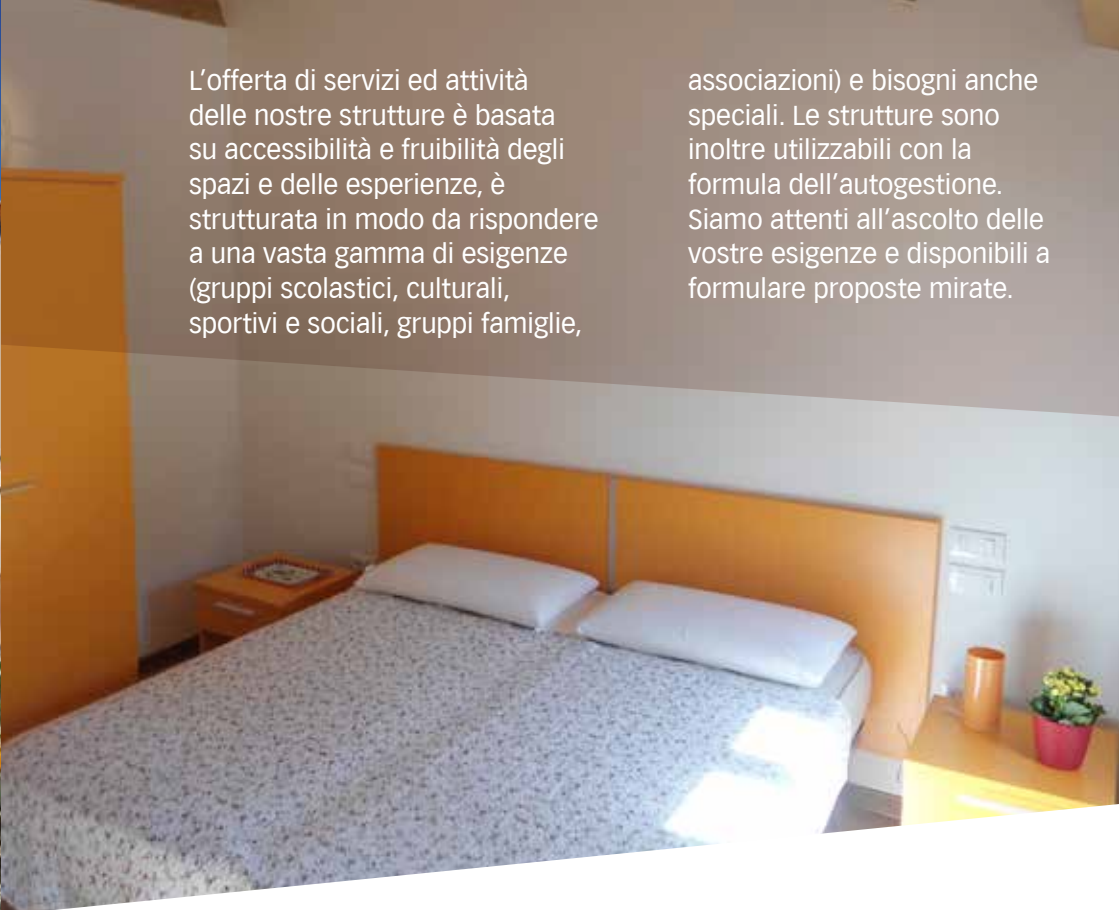 L'offerta di servizi ed attività
delle nostre strutture è basata
su accessibilità e fruibilità degli
spazi e delle esperienze, è
strutturata in modo da rispondere
a una vasta gamma di esigenze
(gruppi scolastici, culturali,
sportivi e sociali, gruppi famiglie,
associazioni) e bisogni anche
speciali. Le strutture sono
inoltre utilizzabili con la
formula dell'autogestione.
Siamo attenti all'ascolto delle
vostre esigenze e disponibili a
formulare proposte mirate.